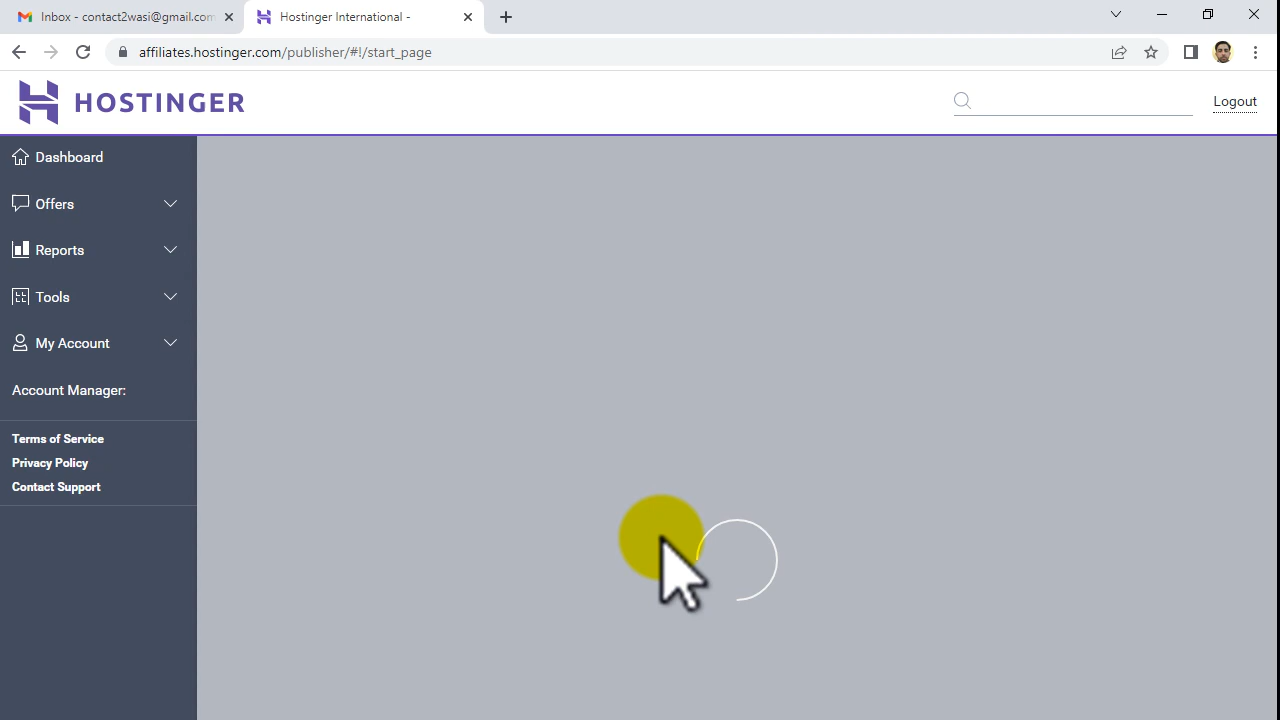 Inbox - contact2wasi@gmail.com
Hostinger International -
affiliates.hostinger.com/publisher/#!/start_page
HOSTINGER
Logout
Dashboard
Offers
Reports
Tools
My Account
Account Manager:
Terms of Service
Privacy Policy
Contact Support